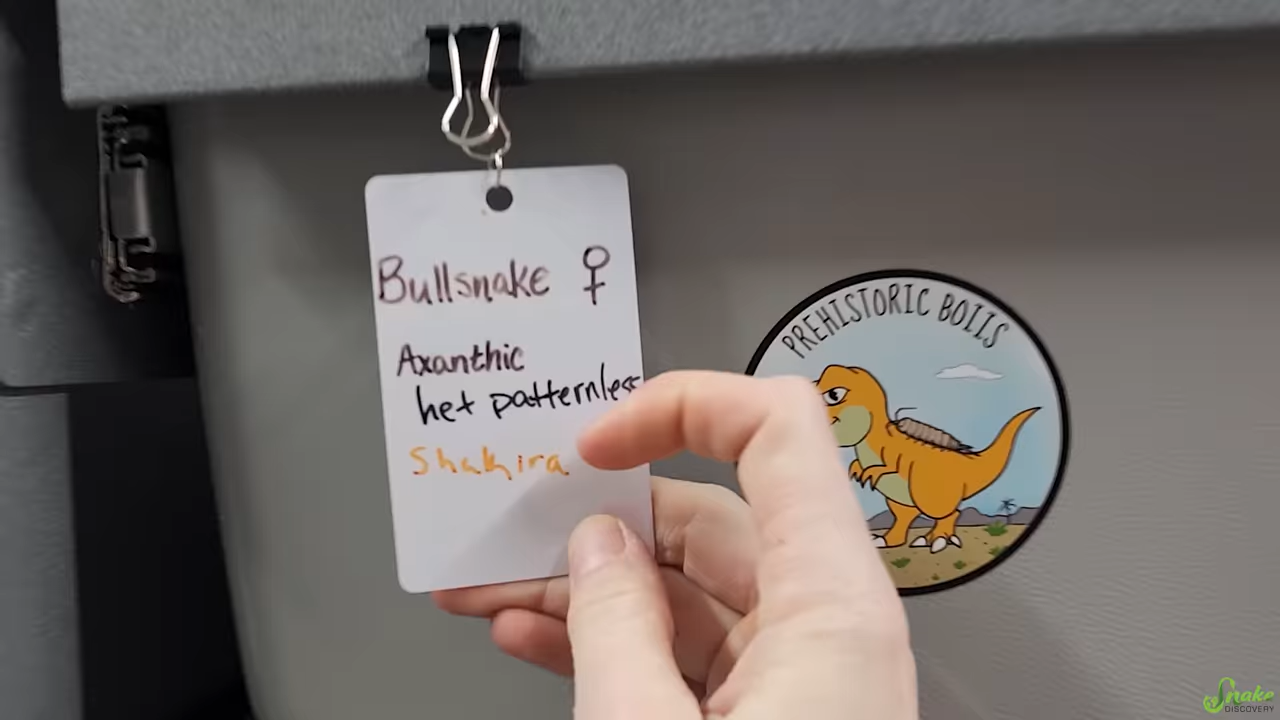 Bullsnake ♀
Axanthic
het patternless
Shakira
PREHISTORIC BOIIS
Snake
DISCOVERY